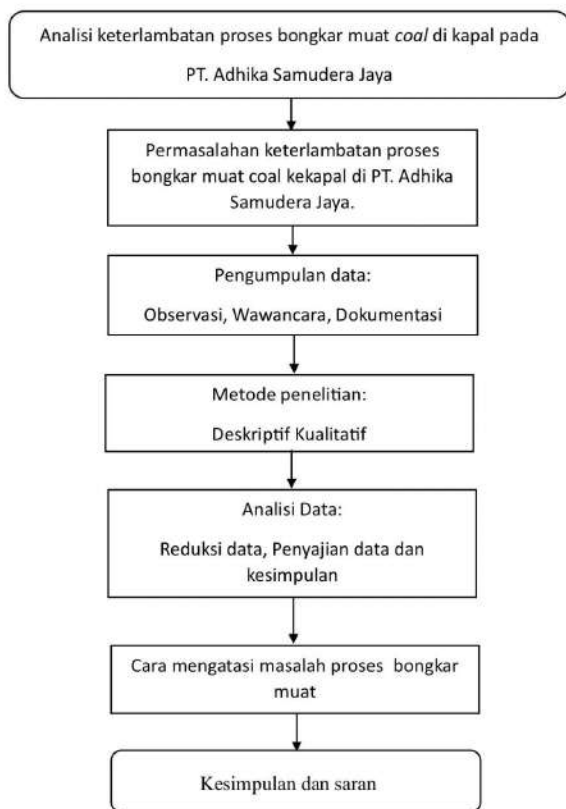 Analisi keterlambatan proses bongkar muat coal di kapal pada
PT. Adhika Samudera Jaya
Permasalahan keterlambatan proses
bongkar muat coal kekapal di PT. Adhika
Samudera Jaya.
Pengumpulan data:
Observasi, Wawancara, Dokumentasi
Metode penelitian:
Deskriptif Kualitatif
Analisi Data:
Reduksi data, Penyajian data dan
kesimpulan
Cara mengatasi masalah proses bongkar
muat
Kesimpulan dan saran